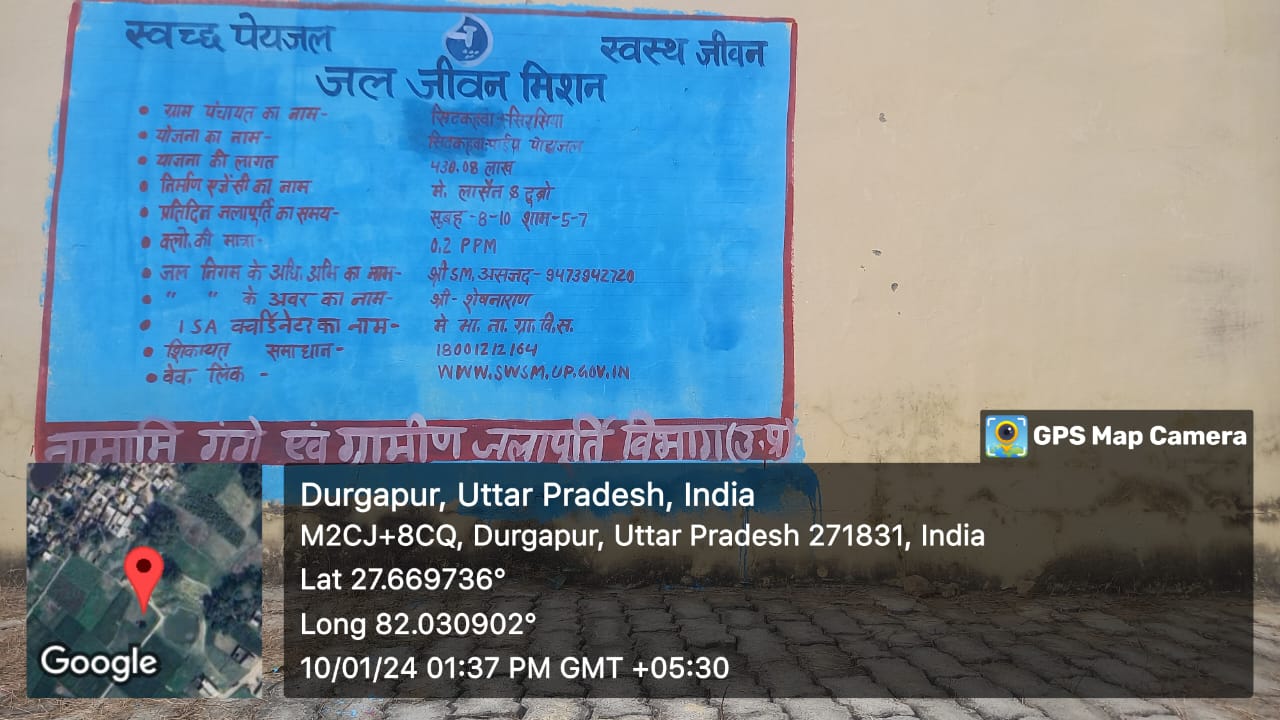 स्वच्छ पेयजल
स्वस्थ जीवन
जल जीवन मिशन
• ग्राम पंचायत का नाम-
• योजना का नाम- पाईप पेयजल
• योजना की लागत 430.08 लाख
• निर्माण एजेंसी का नाम मे. लार्सन & टूब्रो
• प्रतिदिन जलापूर्ति का समय- सुबह-8-10 शाम-5-7
• क्लो. की मात्रा- 0.2 PPM
• जल निगम के अधि. अभि का नाम- श्री SM. असजद- 9473942720
• " " के अवर का नाम- श्री- शेषनाराण
• ISA क्वर्डिनेटर का नाम- मे मा. ता. ग्रा. वि. स.
• शिकायत समाधान- 18001212164
• वेव. लिंक - WWW.SWSM.UP.GOV.IN
नामामि गंगे एवं ग्रामीण जलापूर्ति विभाग(उ.प्र)
GPS Map Camera
Durgapur, Uttar Pradesh, India
M2CJ+8CQ, Durgapur, Uttar Pradesh 271831, India
Lat 27.669736°
Long 82.030902°
10/01/24 01:37 PM GMT +05:30
Google